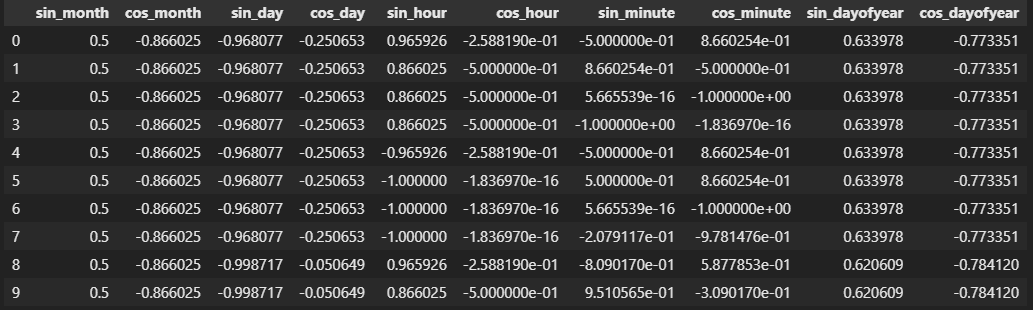 sin_month cos_month sin_day cos_day sin_hour cos_hour sin_minute cos_minute sin_dayofyear cos_dayofyear
0 0.5 -0.866025 -0.968077 -0.250653 0.965926 -2.588190e-01 -5.000000e-01 8.660254e-01 0.633978 -0.773351
1 0.5 -0.866025 -0.968077 -0.250653 0.866025 -5.000000e-01 8.660254e-01 -5.000000e-01 0.633978 -0.773351
2 0.5 -0.866025 -0.968077 -0.250653 0.866025 -5.000000e-01 5.665539e-16 -1.000000e+00 0.633978 -0.773351
3 0.5 -0.866025 -0.968077 -0.250653 0.866025 -5.000000e-01 -1.000000e+00 -1.836970e-16 0.633978 -0.773351
4 0.5 -0.866025 -0.968077 -0.250653 -0.965926 -2.588190e-01 -5.000000e-01 8.660254e-01 0.633978 -0.773351
5 0.5 -0.866025 -0.968077 -0.250653 -1.000000 -1.836970e-16 5.000000e-01 8.660254e-01 0.633978 -0.773351
6 0.5 -0.866025 -0.968077 -0.250653 -1.000000 -1.836970e-16 5.665539e-16 -1.000000e+00 0.633978 -0.773351
7 0.5 -0.866025 -0.968077 -0.250653 -1.000000 -1.836970e-16 -2.079117e-01 -9.781476e-01 0.633978 -0.773351
8 0.5 -0.866025 -0.998717 -0.050649 0.965926 -2.588190e-01 -8.090170e-01 5.877853e-01 0.620609 -0.784120
9 0.5 -0.866025 -0.998717 -0.050649 0.866025 -5.000000e-01 9.510565e-01 -3.090170e-01 0.620609 -0.784120